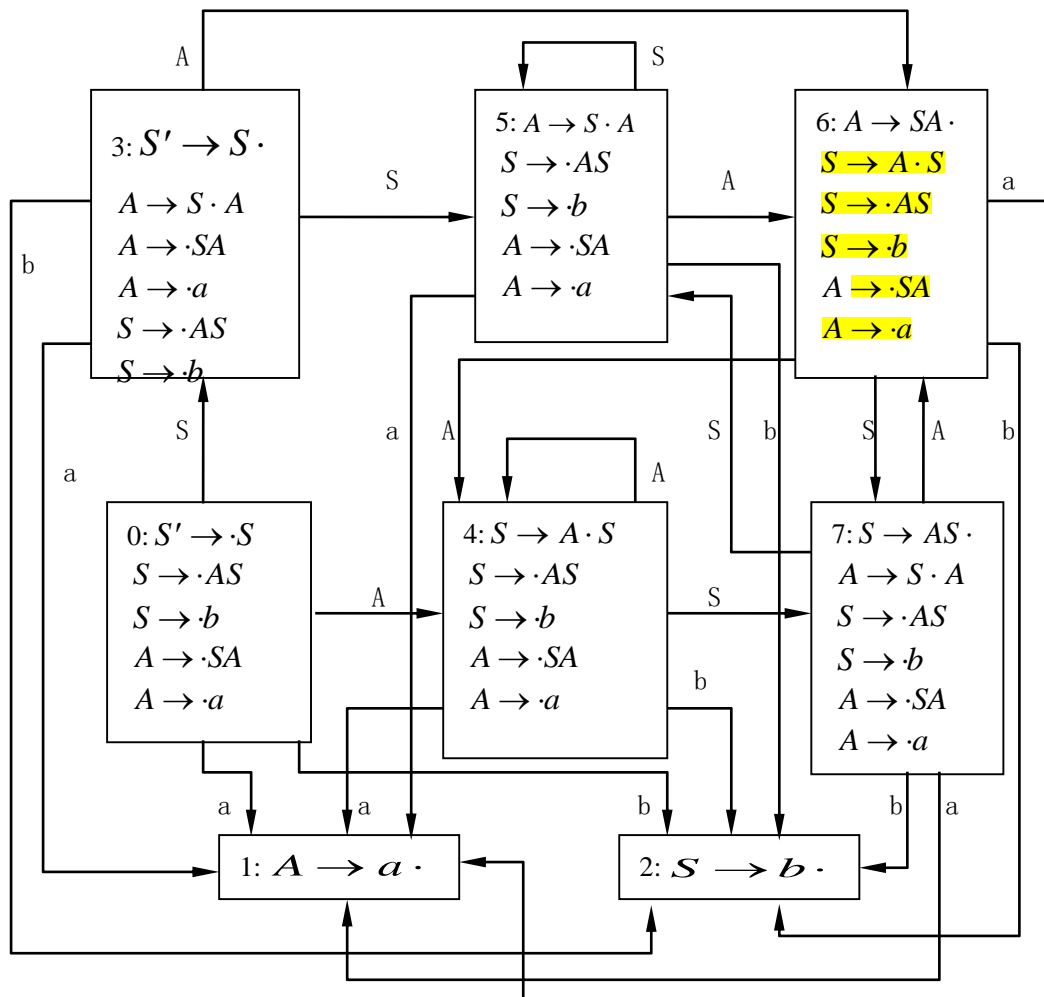 A
S
3: S′ → S ·
A → S · A
A → · SA
A → · a
S → · AS
S → · b
S
5: A → S · A
S → · AS
S → · b
A → · SA
A → · a
A
6: A → SA ·
S → A · S
S → · AS
S → · b
A → · SA
A → · a
a
b
a
S
a
A
S
b
S
A
b
A
0: S′ → · S
S → · AS
S → · b
A → · SA
A → · a
A
4: S → A · S
S → · AS
S → · b
A → · SA
A → · a
S
b
7: S → AS ·
A → S · A
S → · AS
S → · b
A → · SA
A → · a
a
a
b
b
a
1: A → a ·
2: S → b ·